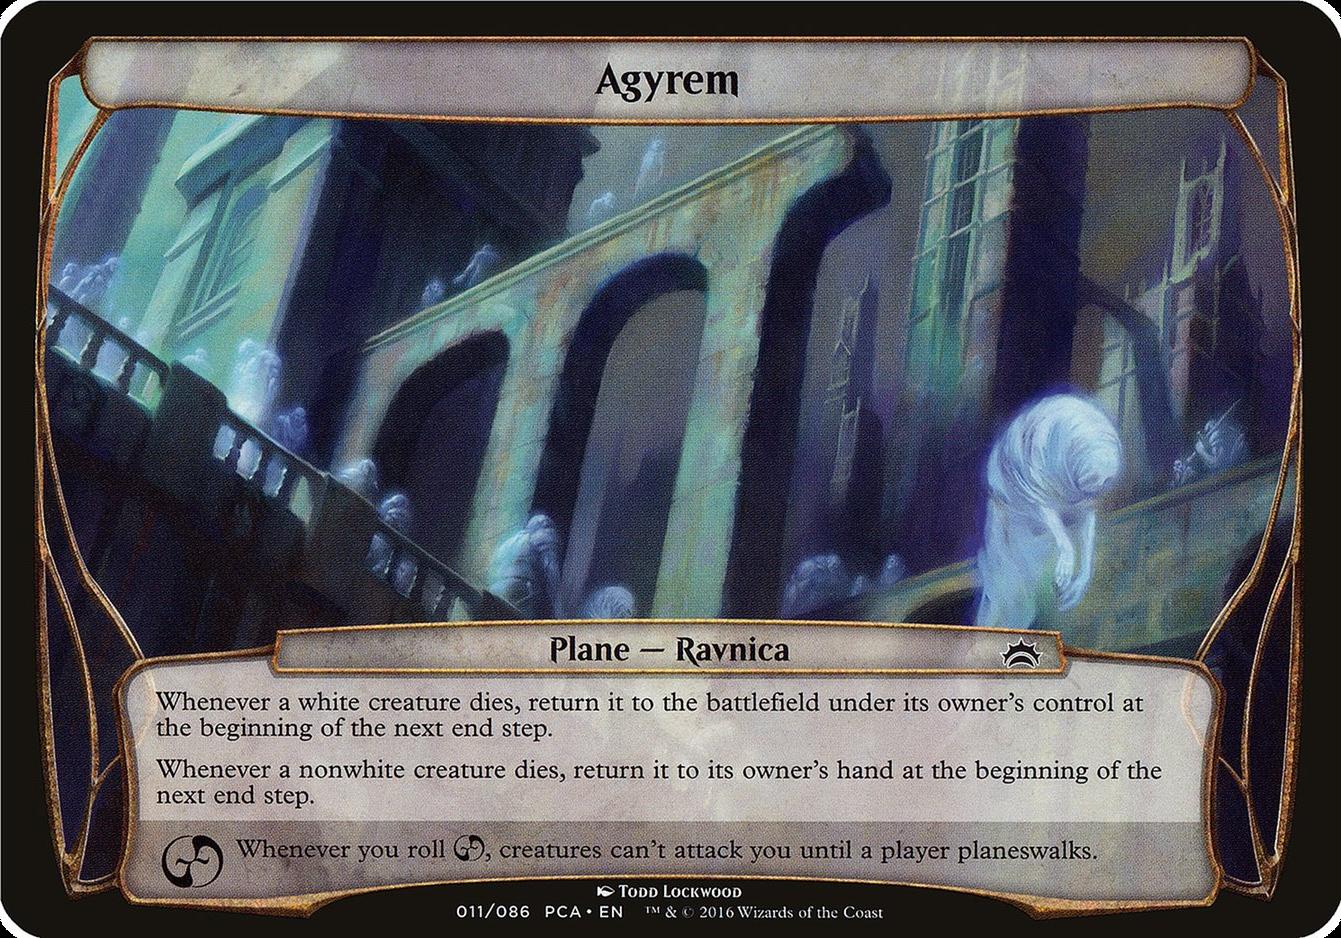 Agyrem
Plane — Ravnica
Whenever a white creature dies, return it to the battlefield under its owner's control at
the beginning of the next end step.
Whenever a nonwhite creature dies, return it to its owner's hand at the beginning of the
next end step.
Whenever you roll , creatures can't attack you until a player planeswalks.
Todd Lockwood
011/086 PCA • EN ™ & © 2016 Wizards of the Coast